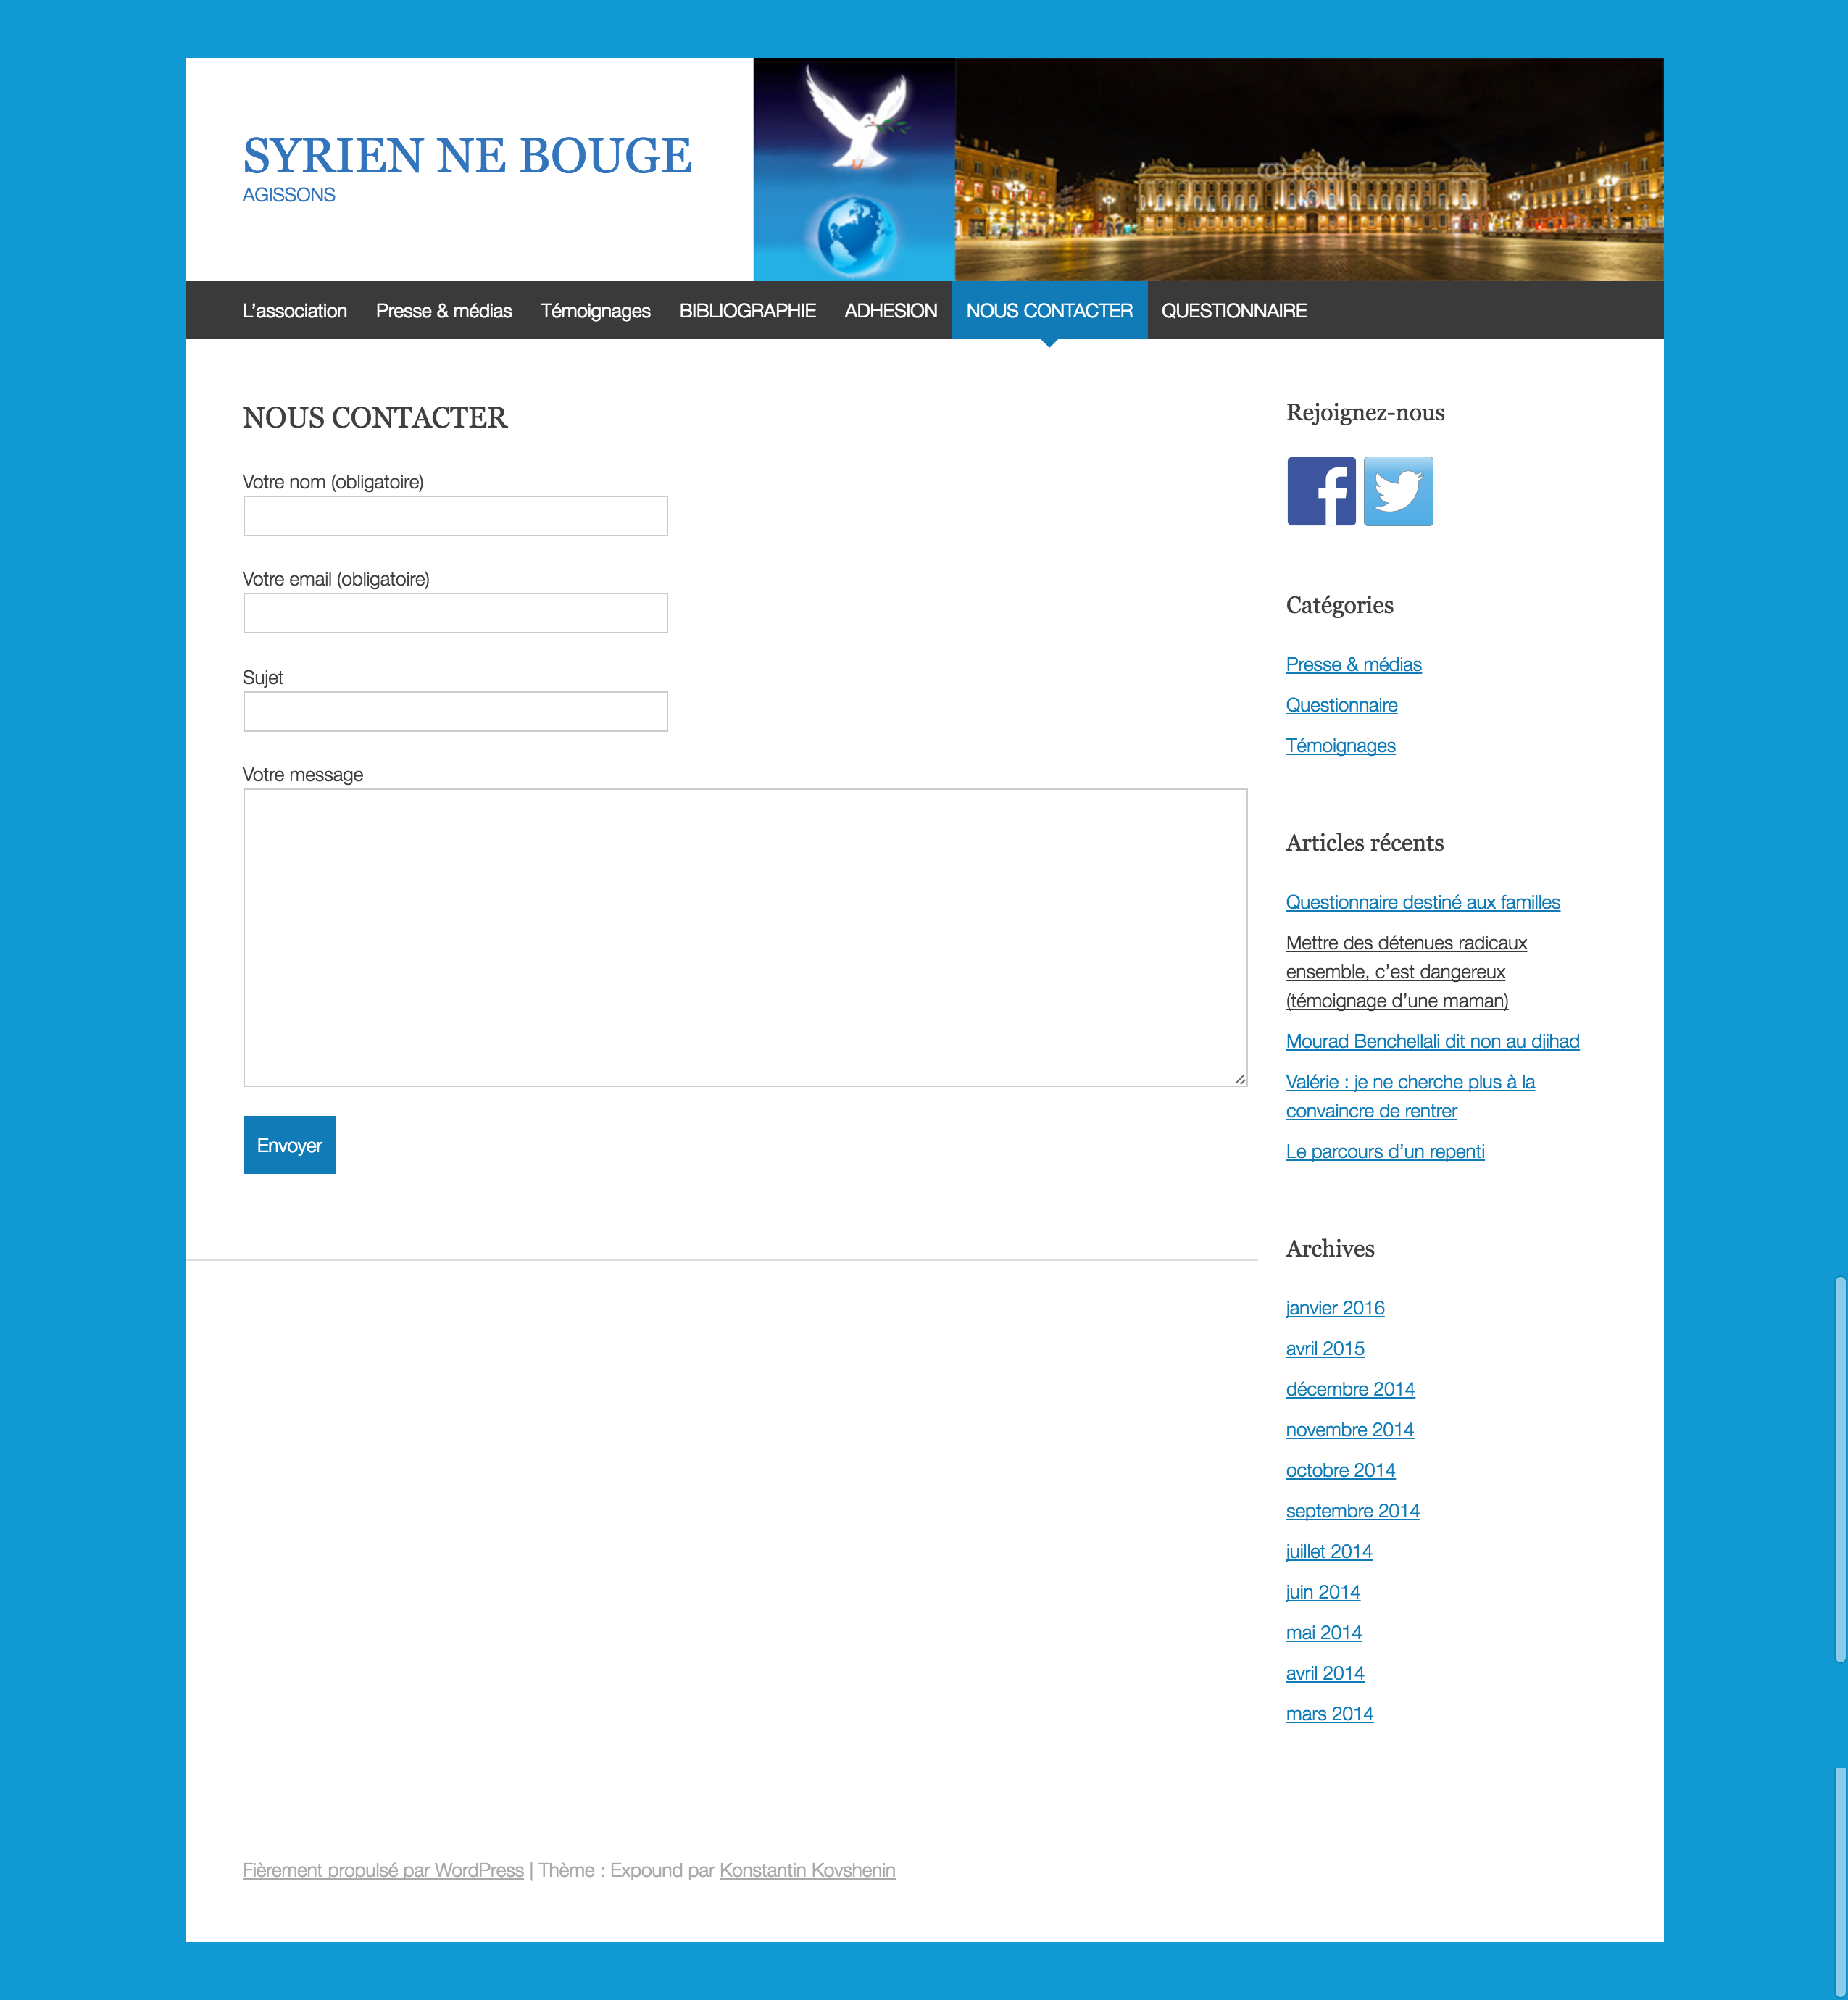 SYRIEN NE BOUGE
AGISSONS
fotolia
L'association Presse & médias Témoignages BIBLIOGRAPHIE ADHESION NOUS CONTACTER QUESTIONNAIRE
NOUS CONTACTER
Votre nom (obligatoire)
Votre email (obligatoire)
Sujet
Votre message
Envoyer
Rejoignez-nous
Catégories
Presse & médias
Questionnaire
Témoignages
Articles récents
Questionnaire destiné aux familles
Mettre des détenues radicaux
ensemble, c'est dangereux
(témoignage d'une maman)
Mourad Benchellali dit non au djihad
Valérie : je ne cherche plus à la
convaincre de rentrer
Le parcours d'un repenti
Archives
janvier 2016
avril 2015
décembre 2014
novembre 2014
octobre 2014
septembre 2014
juillet 2014
juin 2014
mai 2014
avril 2014
mars 2014
Fièrement propulsé par WordPress | Thème : Expound par Konstantin Kovshenin